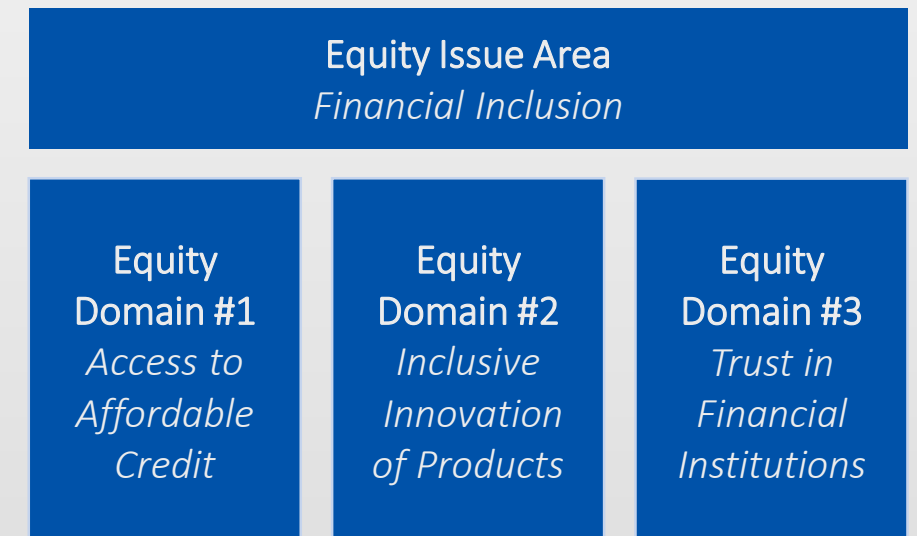 Equity Issue Area
Financial Inclusion
Equity
Domain #1
Access to
Affordable
Credit
Equity
Domain #2
Inclusive
Innovation
of Products
Equity
Domain #3
Trust in
Financial
Institutions